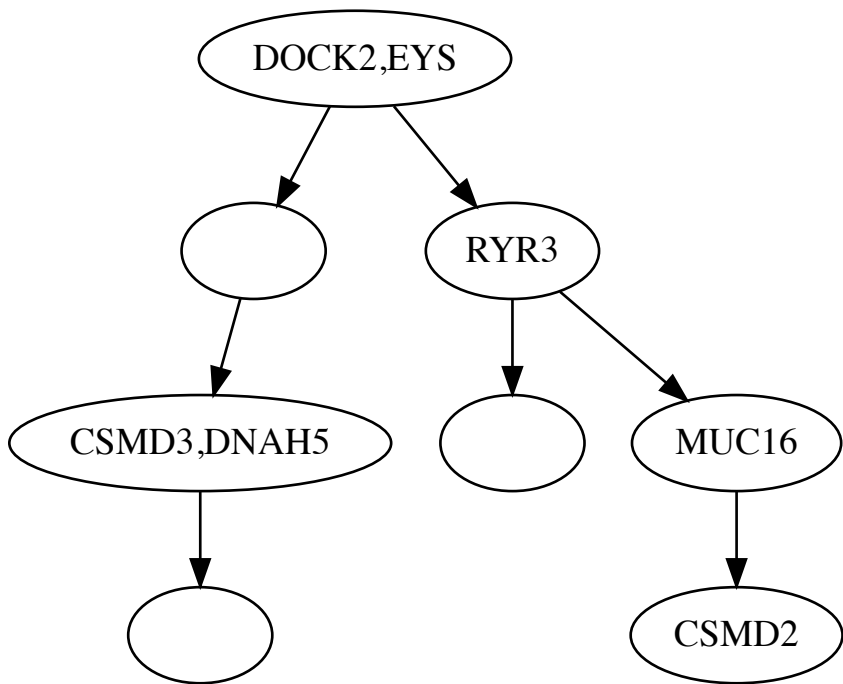 DOCK2,EYS
RYR3
CSMD3,DNAH5
MUC16
CSMD2